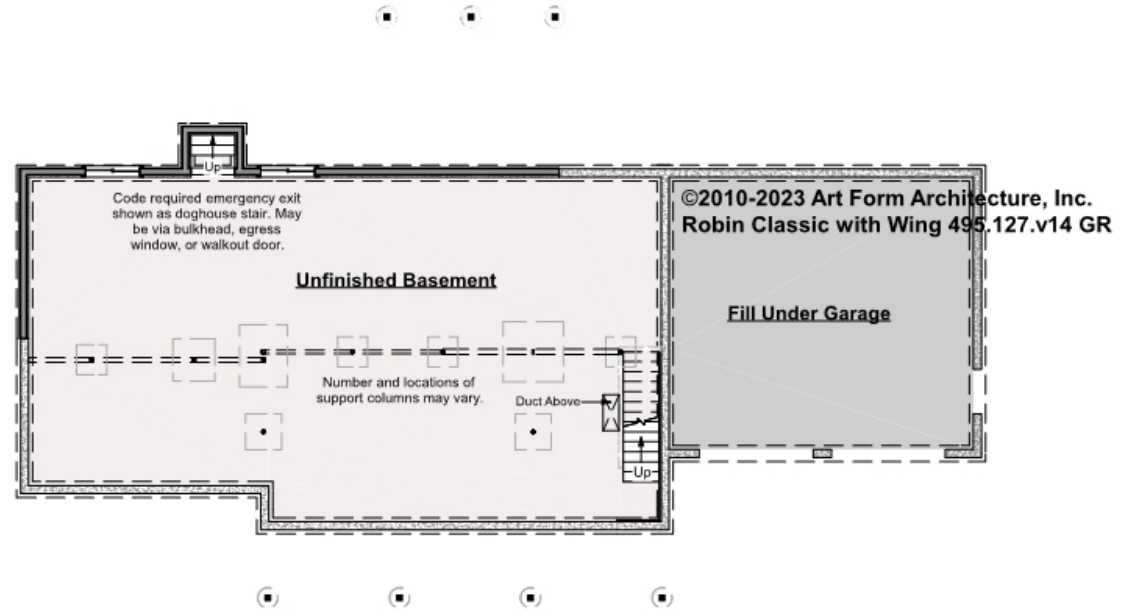 Up
Code required emergency exit
shown as doghouse stair. May
be via bulkhead, egress
window, or walkout door.
©2010-2023 Art Form Architecture, Inc.
Robin Classic with Wing 495.127.v14 GR
Unfinished Basement
Fill Under Garage
Number and locations of
support columns may vary.
Duct Above
Up